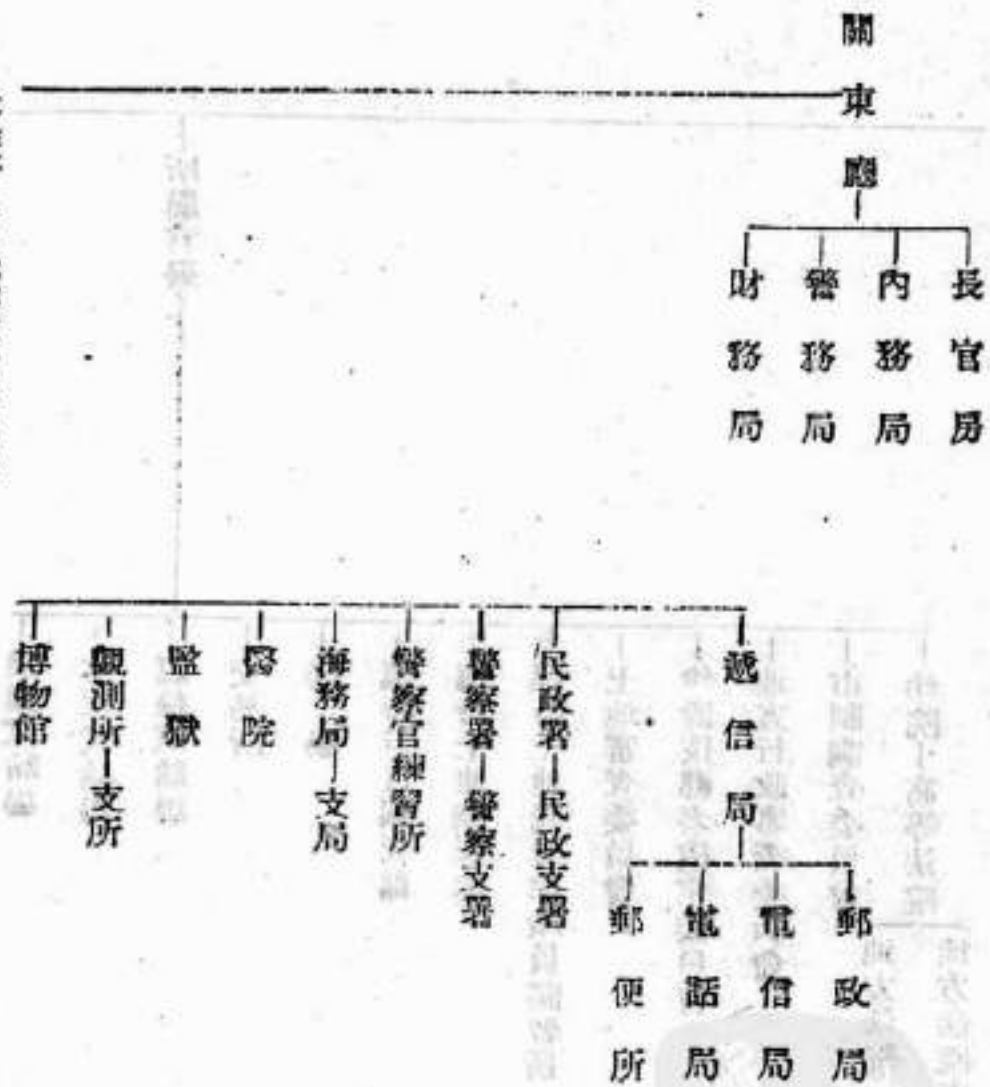 關東廳
長官房
內務局
警務局
財務局
遞信局
郵政局
電信局
電話局
郵便所
民政署—民政支署
警察署—警察支署
警察官練習所
海務局—支局
醫院
監獄
觀測所—支所
博物館